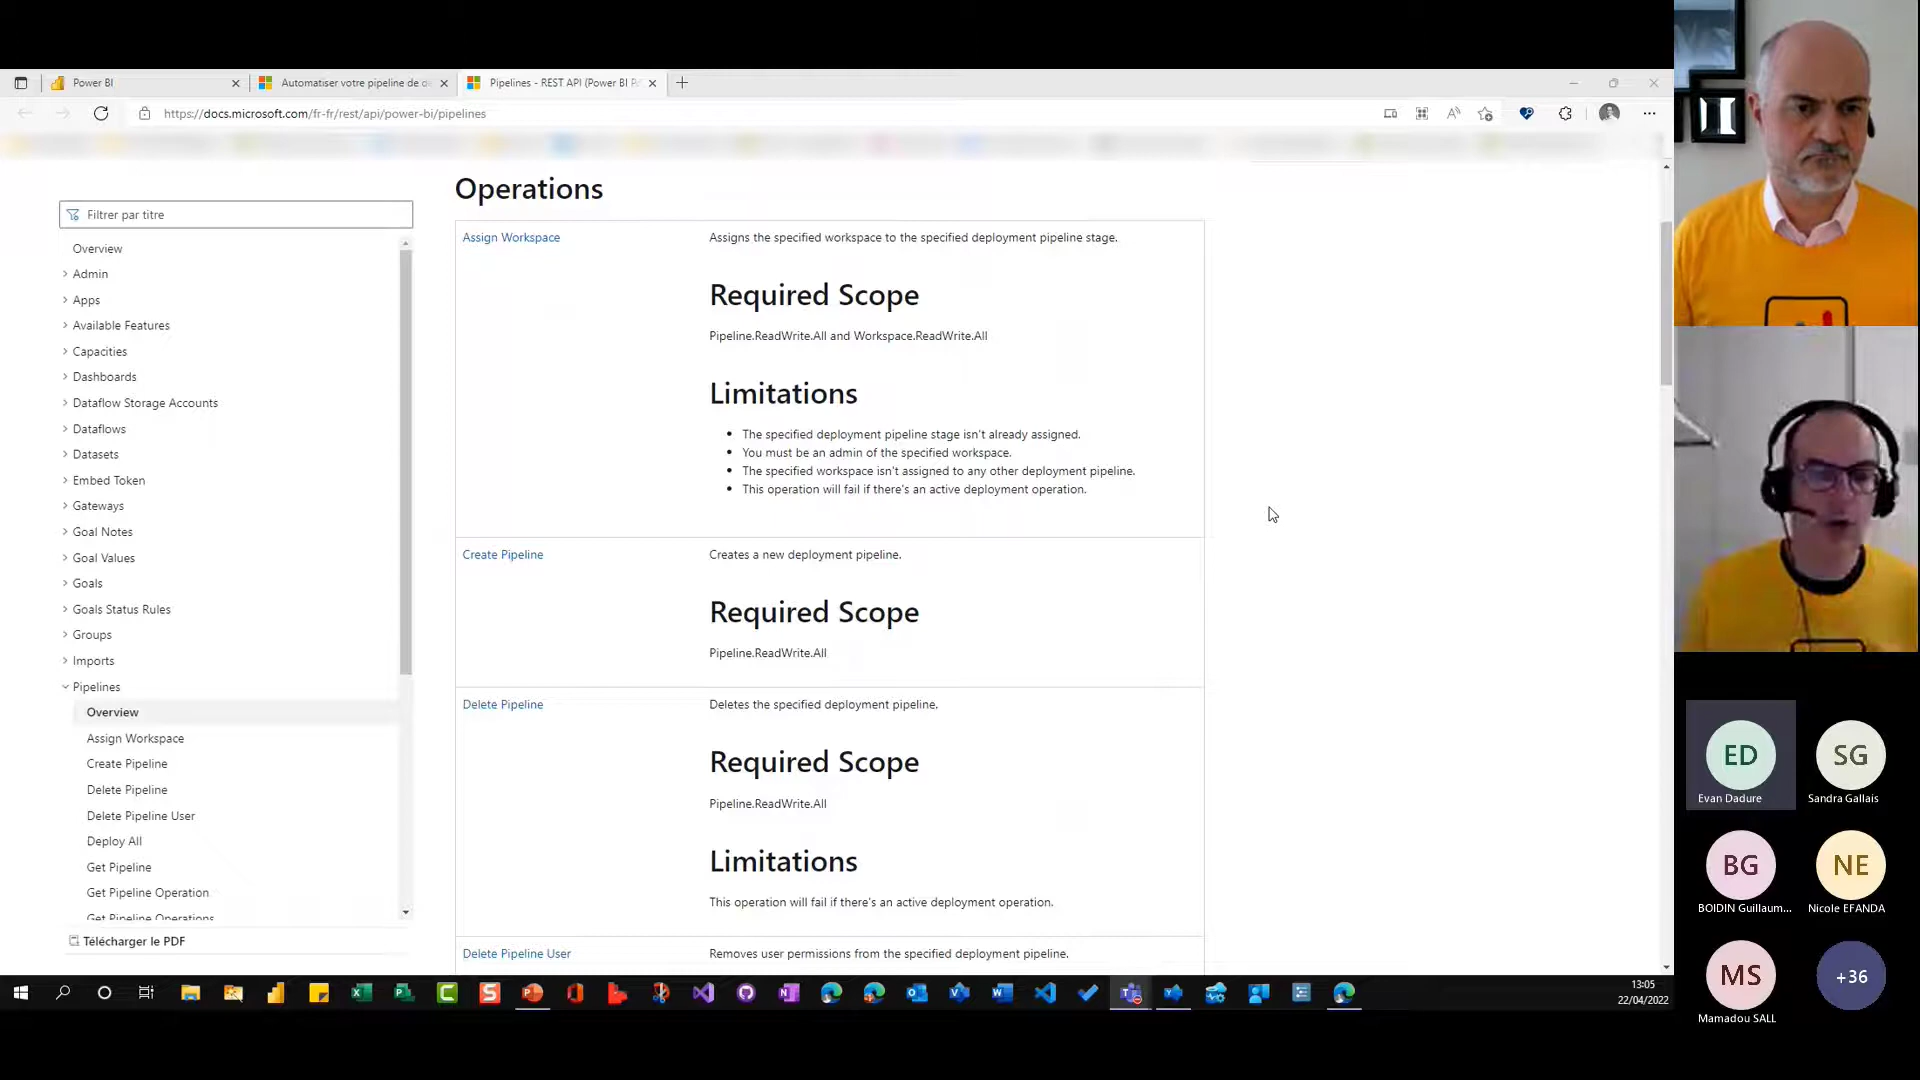 Power BI
Automatiser votre pipeline de de
Pipelines - REST API (Power BI Po
https://docs.microsoft.com/fr-fr/rest/api/power-bi/pipelines
Filtrer par titre
Overview
Admin
Apps
Available Features
Capacities
Dashboards
Dataflow Storage Accounts
Dataflows
Datasets
Embed Token
Gateways
Goal Notes
Goal Values
Goals
Goals Status Rules
Groups
Imports
Pipelines
Overview
Assign Workspace
Create Pipeline
Delete Pipeline
Delete Pipeline User
Deploy All
Get Pipeline
Get Pipeline Operation
Get Pipeline Operations
Télécharger le PDF
Operations
Assign Workspace
Assigns the specified workspace to the specified deployment pipeline stage.
Required Scope
Pipeline.ReadWrite.All and Workspace.ReadWrite.All
Limitations
• The specified deployment pipeline stage isn't already assigned.
• You must be an admin of the specified workspace.
• The specified workspace isn't assigned to any other deployment pipeline.
• This operation will fail if there's an active deployment operation.
Create Pipeline
Creates a new deployment pipeline.
Required Scope
Pipeline.ReadWrite.All
Delete Pipeline
Deletes the specified deployment pipeline.
Required Scope
Pipeline.ReadWrite.All
Limitations
This operation will fail if there's an active deployment operation.
Delete Pipeline User
Removes user permissions from the specified deployment pipeline.
13:05
22/04/2022
ED
Evan Dadure
SG
Sandra Gallais
BG
BOIDIN Guillaum...
NE
Nicole EFANDA
MS
Mamadou SALL
+36